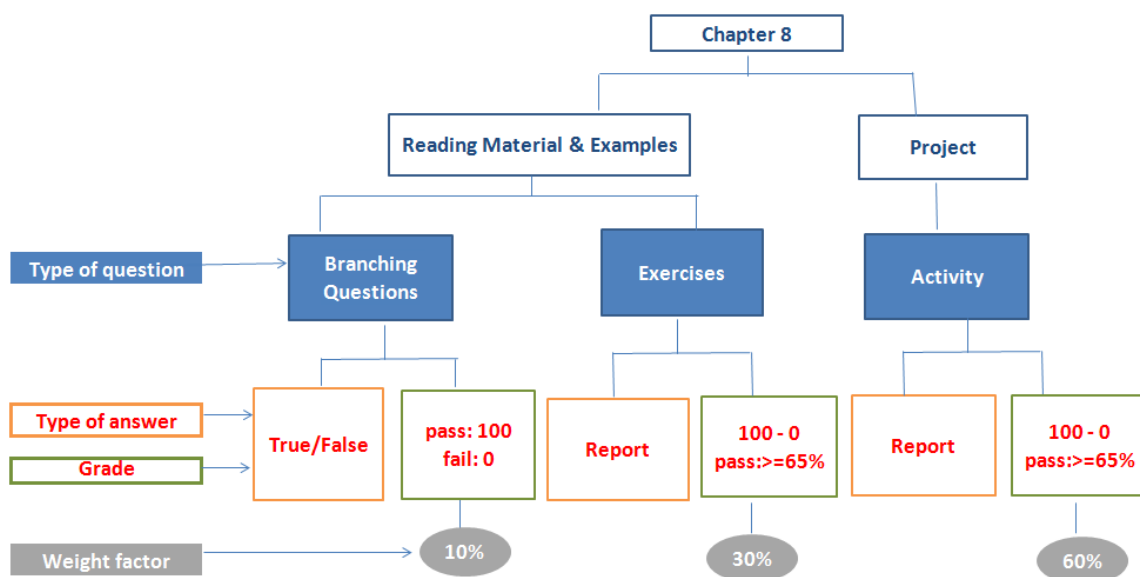 Chapter 8
Reading Material & Examples
Project
Type of question
Branching
Questions
Exercises
Activity
Type of answer
Grade
True/False
pass: 100
fail: 0
Report
100 - 0
pass:>=65%
Report
100 - 0
pass:>=65%
Weight factor
10%
30%
60%